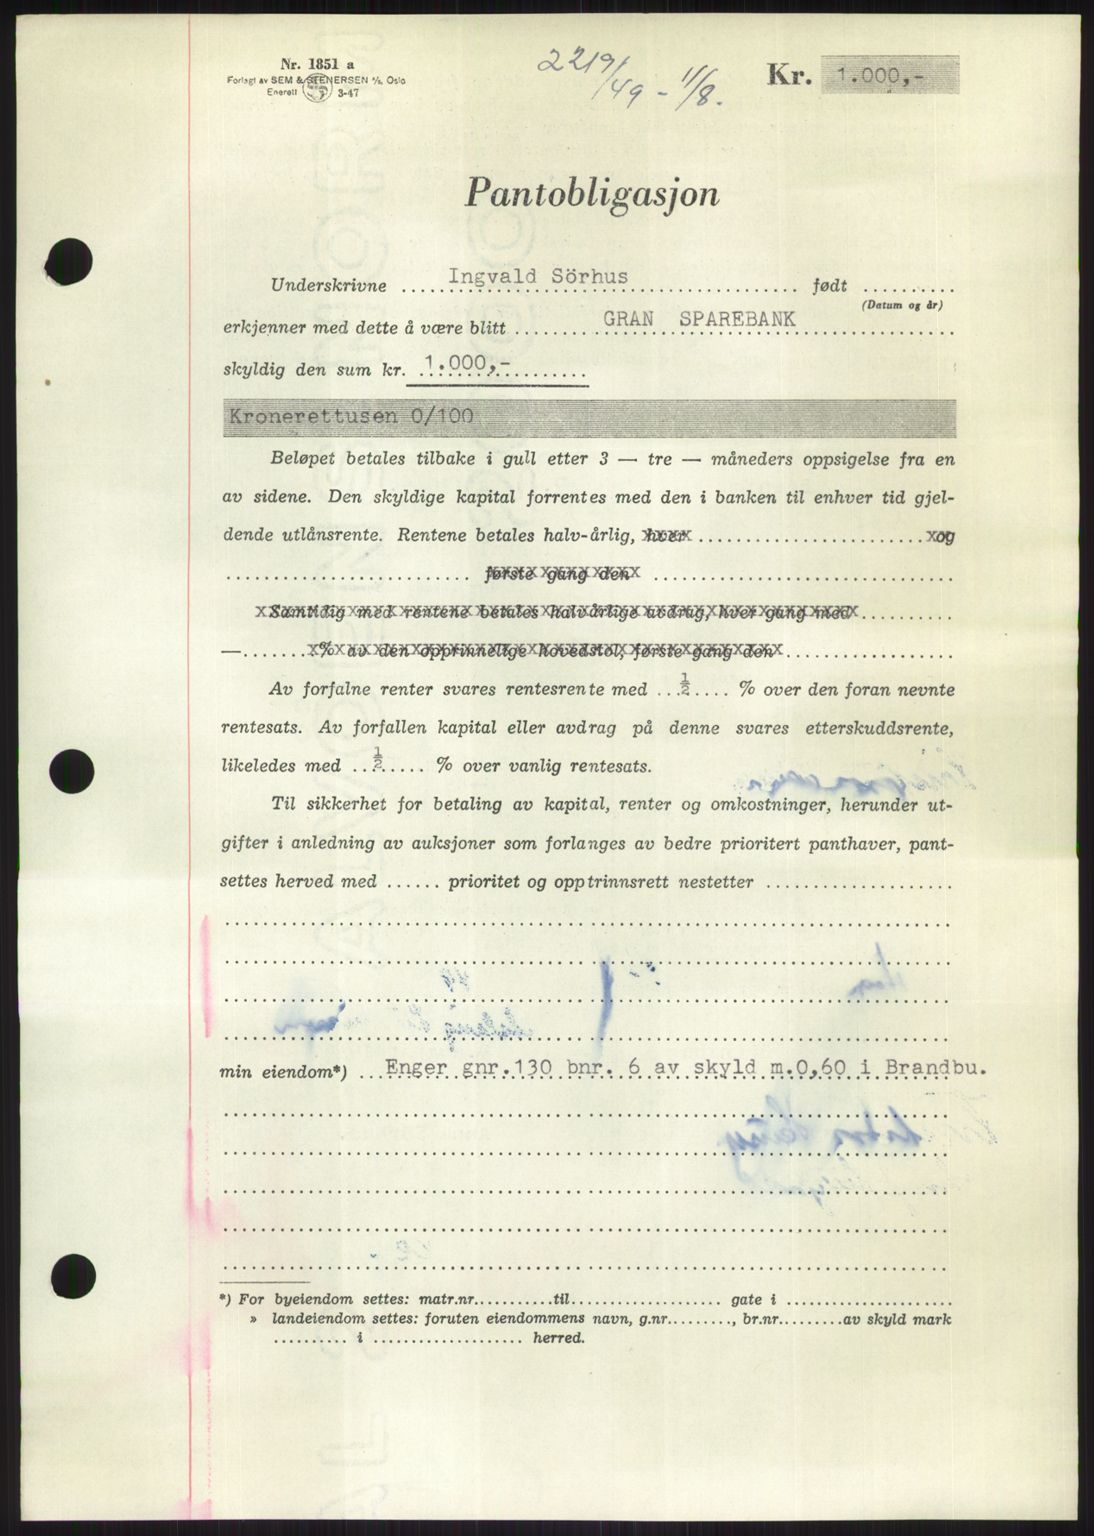 Nr. 1851 a
Forlagt av SEM & STENERSEN A/S, Oslo
Enerett 3-47
2219/49 - 11/8.
Kr. 1.000,-
Pantobligasjon
Underskrivne Ingvald Sörhus født
(Datum og år)
erkjenner med dette å være blitt GRAN SPAREBANK
skyldig den sum kr. 1.000,-
Kronerettusen 0/100
Beløpet betales tilbake i gull etter 3 — tre — måneders oppsigelse fra en
av sidene. Den skyldige kapital forrentes med den i banken til enhver tid gjel-
dende utlånsrente. Rentene betales halv-årlig, hver og
første gang den
Samtidig med rentene betales halv-årlige avdrag, hver gang med
— % av den opprinnelige hovedstol, første gang den
Av forfalne renter svares rentesrente med ½ % over den foran nevnte
rentesats. Av forfallen kapital eller avdrag på denne svares etterskuddsrente,
likeledes med ½ % over vanlig rentesats.
Til sikkerhet for betaling av kapital, renter og omkostninger, herunder ut-
gifter i anledning av auksjoner som forlanges av bedre prioritert panthaver, pant-
settes herved med ...... prioritet og opptrinnsrett nestetter
min eiendom*) Enger gnr.130 bnr. 6 av skyld m.0,60 i Brandbu.
*) For byeiendom settes: matr.nr...........til..................... gate i
» landeiendom settes: foruten eiendommens navn, g.nr........., br.nr.........av skyld mark
.......... i ..................... herred.